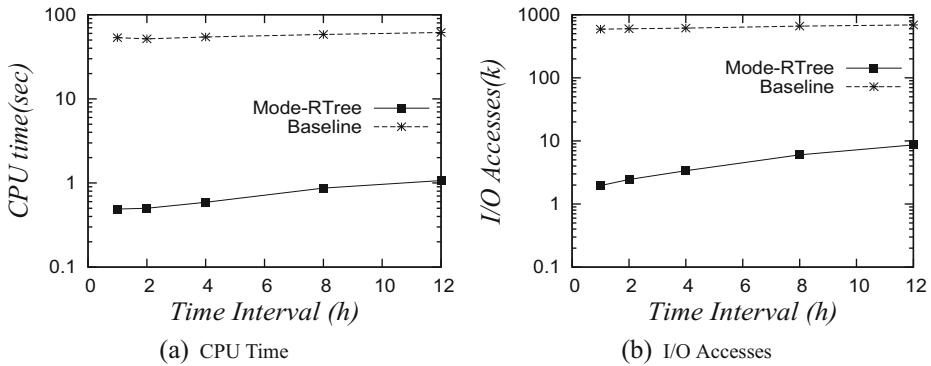 100
10
1
0.1
CPU time(sec)
Mode-RTree
Baseline
0 2 4 6 8 10 12
Time Interval (h)
(a) CPU Time
1000
100
10
1
0.1
I/O Accesses(k)
Mode-RTree
Baseline
0 2 4 6 8 10 12
Time Interval (h)
(b) I/O Accesses